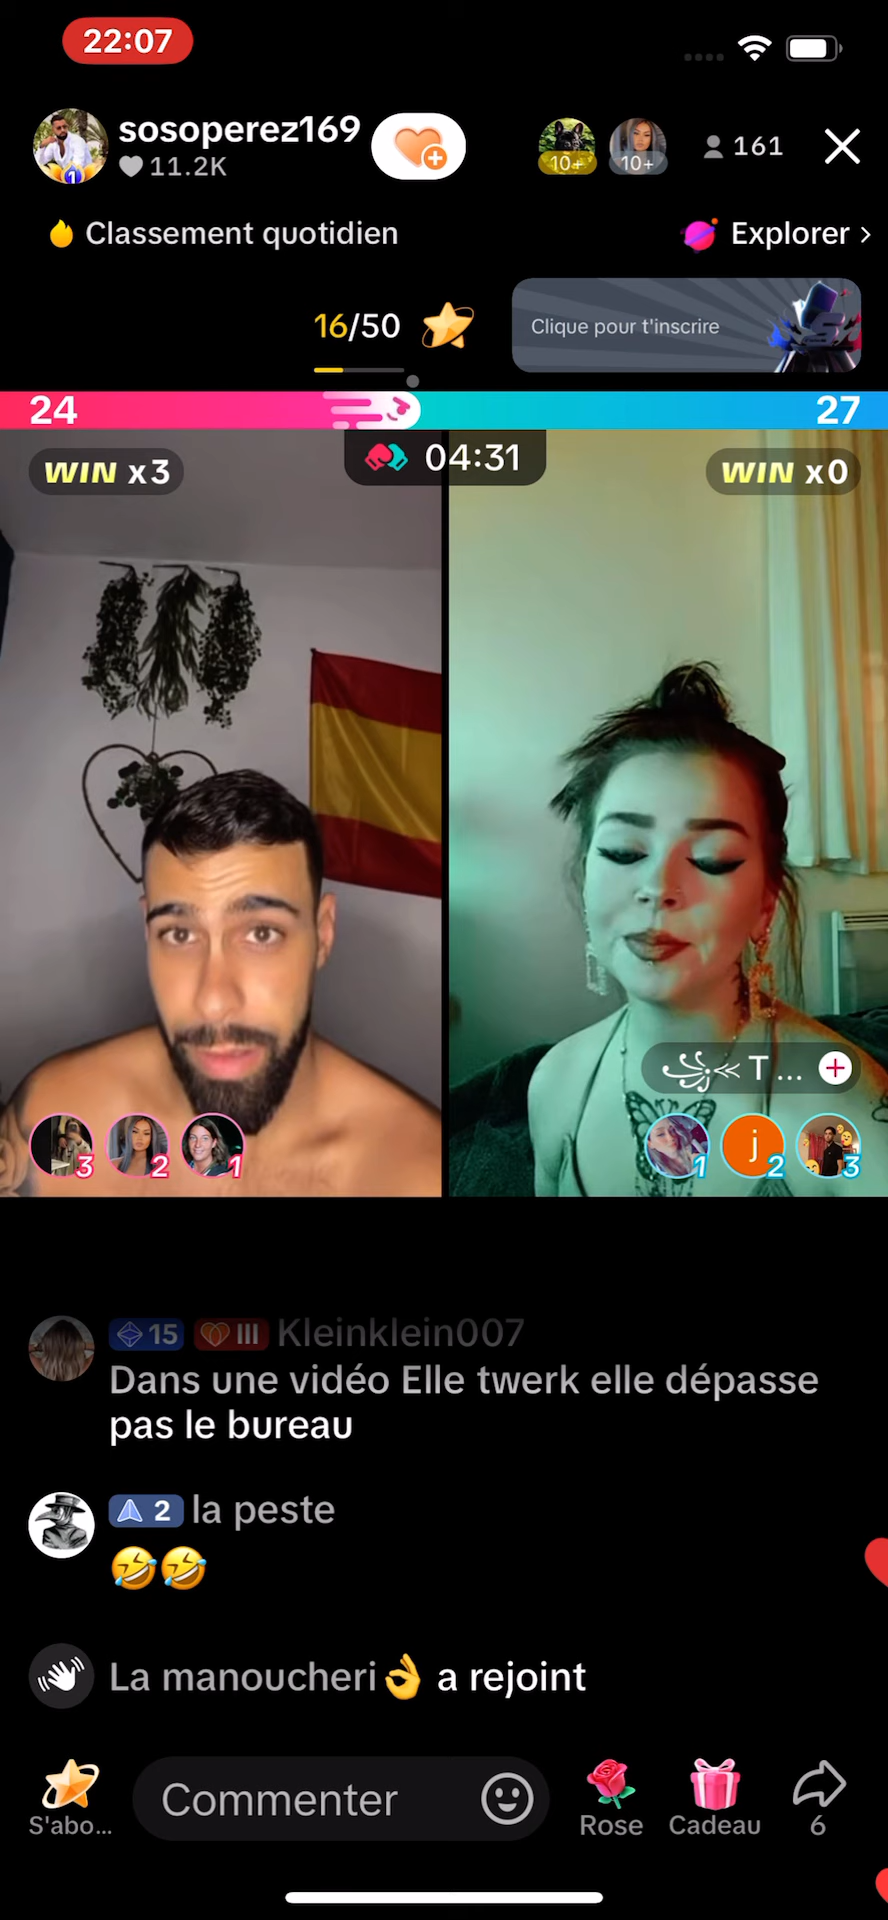 22:07
sosoperez169
11.2K
1
10+
10+
161
Classement quotidien
Explorer >
16/50
Clique pour t'inscrire
24
27
WIN x3
04:31
WIN x0
T ...
3
2
1
1
j
2
3
15
III
Kleinklein007
Dans une vidéo Elle twerk elle dépasse
pas le bureau
2
la peste
🤣🤣
La manoucheri👌 a rejoint
Commenter
S'abo...
Rose
Cadeau
6